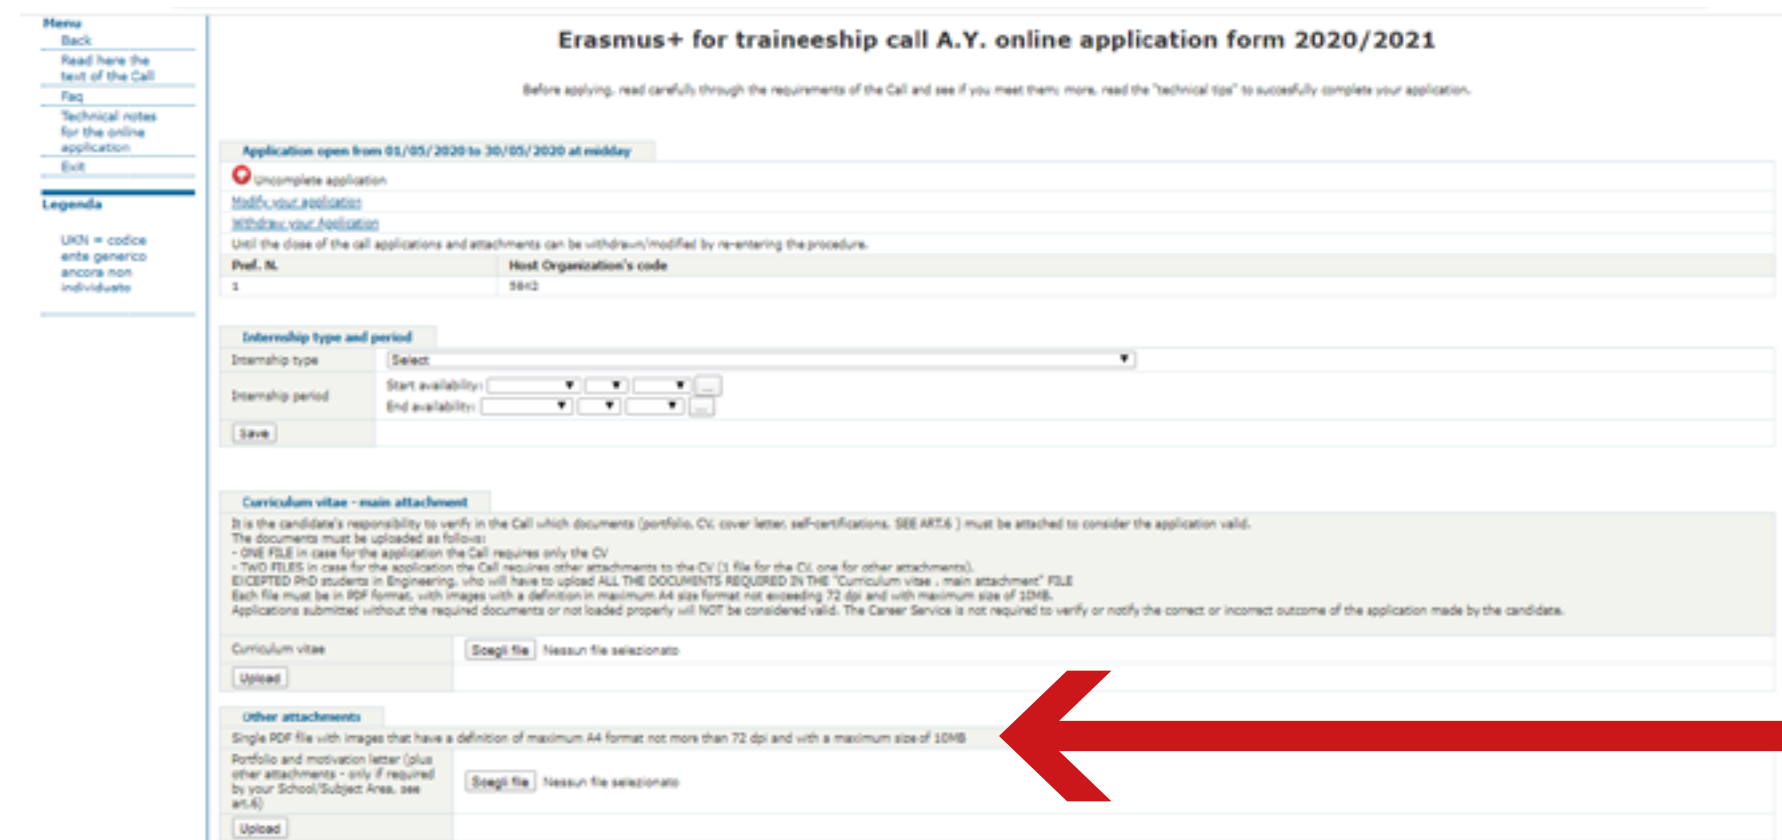 Menu
Back
Read here the
text of the Call
Faq
Technical notes
for the online
application
Exit
Legenda
UKN = codice
ente generico
ancora non
individuato
Erasmus+ for traineeship call A.Y. online application form 2020/2021
Before applying, read carefully through the requirements of the Call and see if you meet them; more, read the "technical tips" to succesfully complete your application.
Application open from 01/05/2020 to 30/05/2020 at midday
Uncomplete application
Modify your application
Withdraw your Application
Until the close of the call applications and attachments can be withdrawn/modified by re-entering the procedure.
Pref. N. Host Organization's code
1 5842
Internship type and period
Internship type Select
Internship period Start availability: ...
End availability: ...
Save
Curriculum vitae - main attachment
It is the candidate's responsibility to verify in the Call which documents (portfolio, CV, cover letter, self-certifications, SEE ART.6 ) must be attached to consider the application valid.
The documents must be uploaded as follows:
- ONE FILE in case for the application the Call requires only the CV
- TWO FILES in case for the application the Call requires other attachments to the CV (1 file for the CV, one for other attachments).
EXCEPTED PhD students in Engineering, who will have to upload ALL THE DOCUMENTS REQUIRED IN THE "Curriculum vitae . main attachment" FILE
Each file must be in PDF format, with images with a definition in maximum A4 size format not exceeding 72 dpi and with maximum size of 10MB.
Applications submitted without the required documents or not loaded properly will NOT be considered valid. The Career Service is not required to verify or notify the correct or incorrect outcome of the application made by the candidate.
Curriculum vitae Scegli file Nessun file selezionato
Upload
Other attachments
Single PDF file with images that have a definition of maximum A4 format not more than 72 dpi and with a maximum size of 10MB
Portfolio and motivation letter (plus
other attachments - only if required
by your School/Subject Area, see
art.6)
Scegli file Nessun file selezionato
Upload